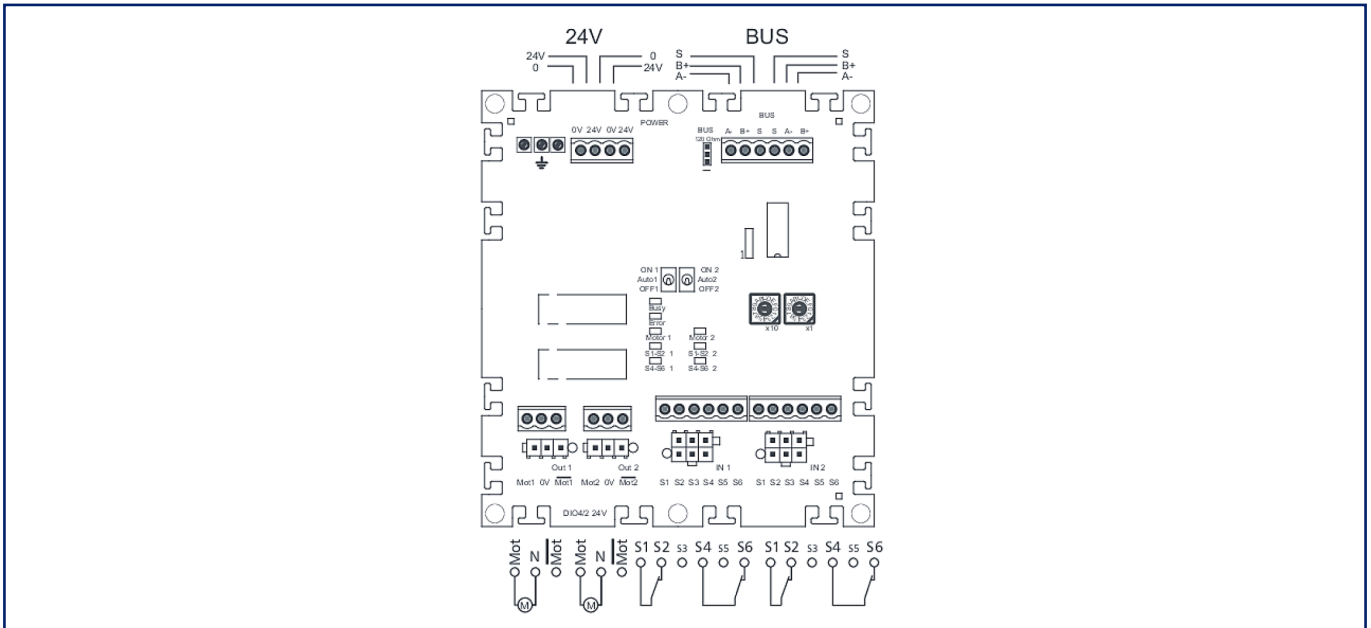 24V BUS
24V 0 S S
0 24V B+ B+
A- A-
BUS
POWER
0V 24V 0V 24V BUS A- B+ S S A- B+
120 Ohm
1
ON 1 ON 2
Auto1 Auto2
OFF1 OFF2
Busy
Error
x10 x1
Motor 1 Motor 2
S1-S2 1 S1-S2 2
S4-S6 1 S4-S6 2
Out 1 Out 2 IN 1 IN 2
Mot1 0V Mot1 Mot2 0V Mot2 S1 S2 S3 S4 S5 S6 S1 S2 S3 S4 S5 S6
DIO4/2 24V
Mot N Mot Mot N Mot S1 S2 S3 S4 S5 S6 S1 S2 S3 S4 S5 S6
M M